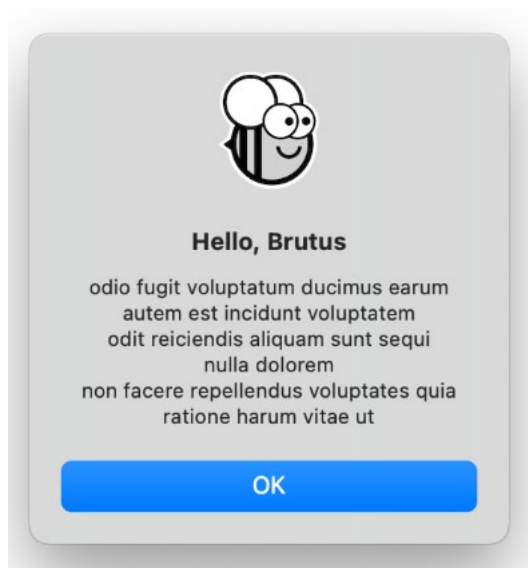 Hello, Brutus
odio fugit voluptatum ducimus earum
autem est incidunt voluptatem
odit reiciendis aliquam sunt sequi
nulla dolorem
non facere repellendus voluptates quia
ratione harum vitae ut
OK